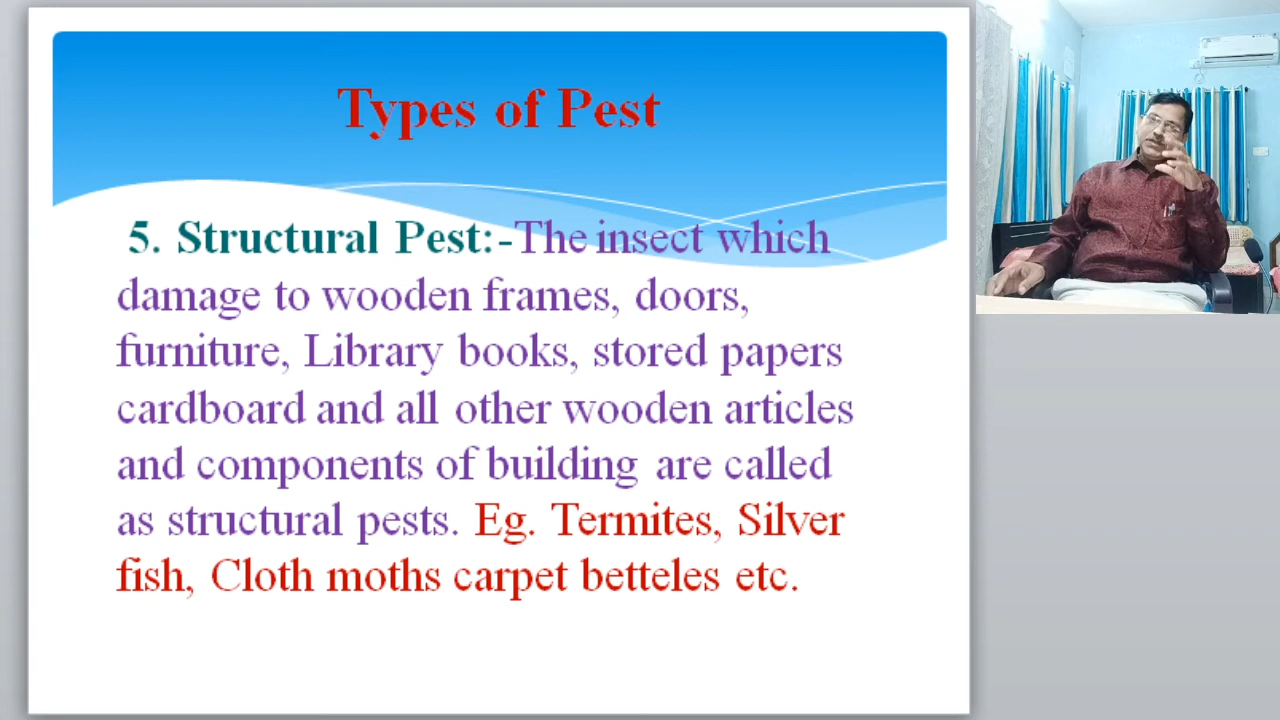 Types of Pest
5. Structural Pest:-The insect which
damage to wooden frames, doors,
furniture, Library books, stored papers
cardboard and all other wooden articles
and components of building are called
as structural pests. Eg. Termites, Silver
fish, Cloth moths carpet betteles etc.